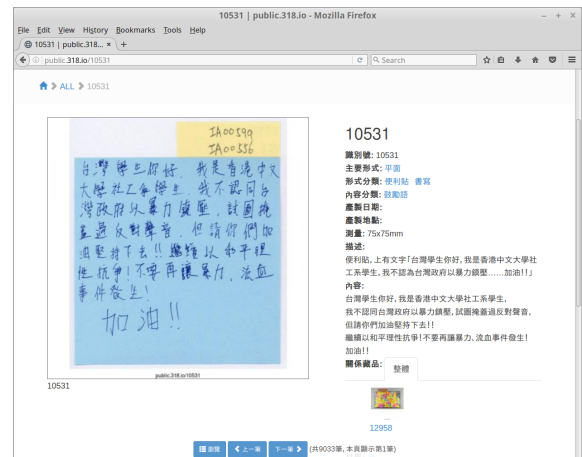 10531 | public.318.io - Mozilla Firefox
File Edit View History Bookmarks Tools Help
10531 | public.318... × +
public.318.io/10531
Search
ALL > 10531
IA00599
IA00556
台灣學生你好，我是香港中文
大學社工系學生，我不認同台
灣政府以暴力鎮壓，試圖掩
蓋過反對聲音，但請你們加
油堅持下去!!繼續以和平理
性抗爭!不要再讓暴力、流血
事件發生!
加油!!
public.318.io/10531
10531
10531
識別號: 10531
主要形式: 平面
形式分類: 便利貼 書寫
內容分類: 鼓勵語
產製日期:
產製地點:
測量: 75x75mm
描述:
便利貼,上有文字「台灣學生你好,我是香港中文大學社
工系學生,我不認為台灣政府以暴力鎮壓……加油!!」
內容:
台灣學生你好,我是香港中文大學社工系學生,
我不認同台灣政府以暴力鎮壓,試圖掩蓋過反對聲音,
但請你們加油堅持下去!!
繼續以和平理性抗爭!不要再讓暴力、流血事件發生!
加油!!
關係藏品:
整體
...
12958
瀏覽 上一筆 下一筆 (共9033筆, 本頁顯示第1筆)